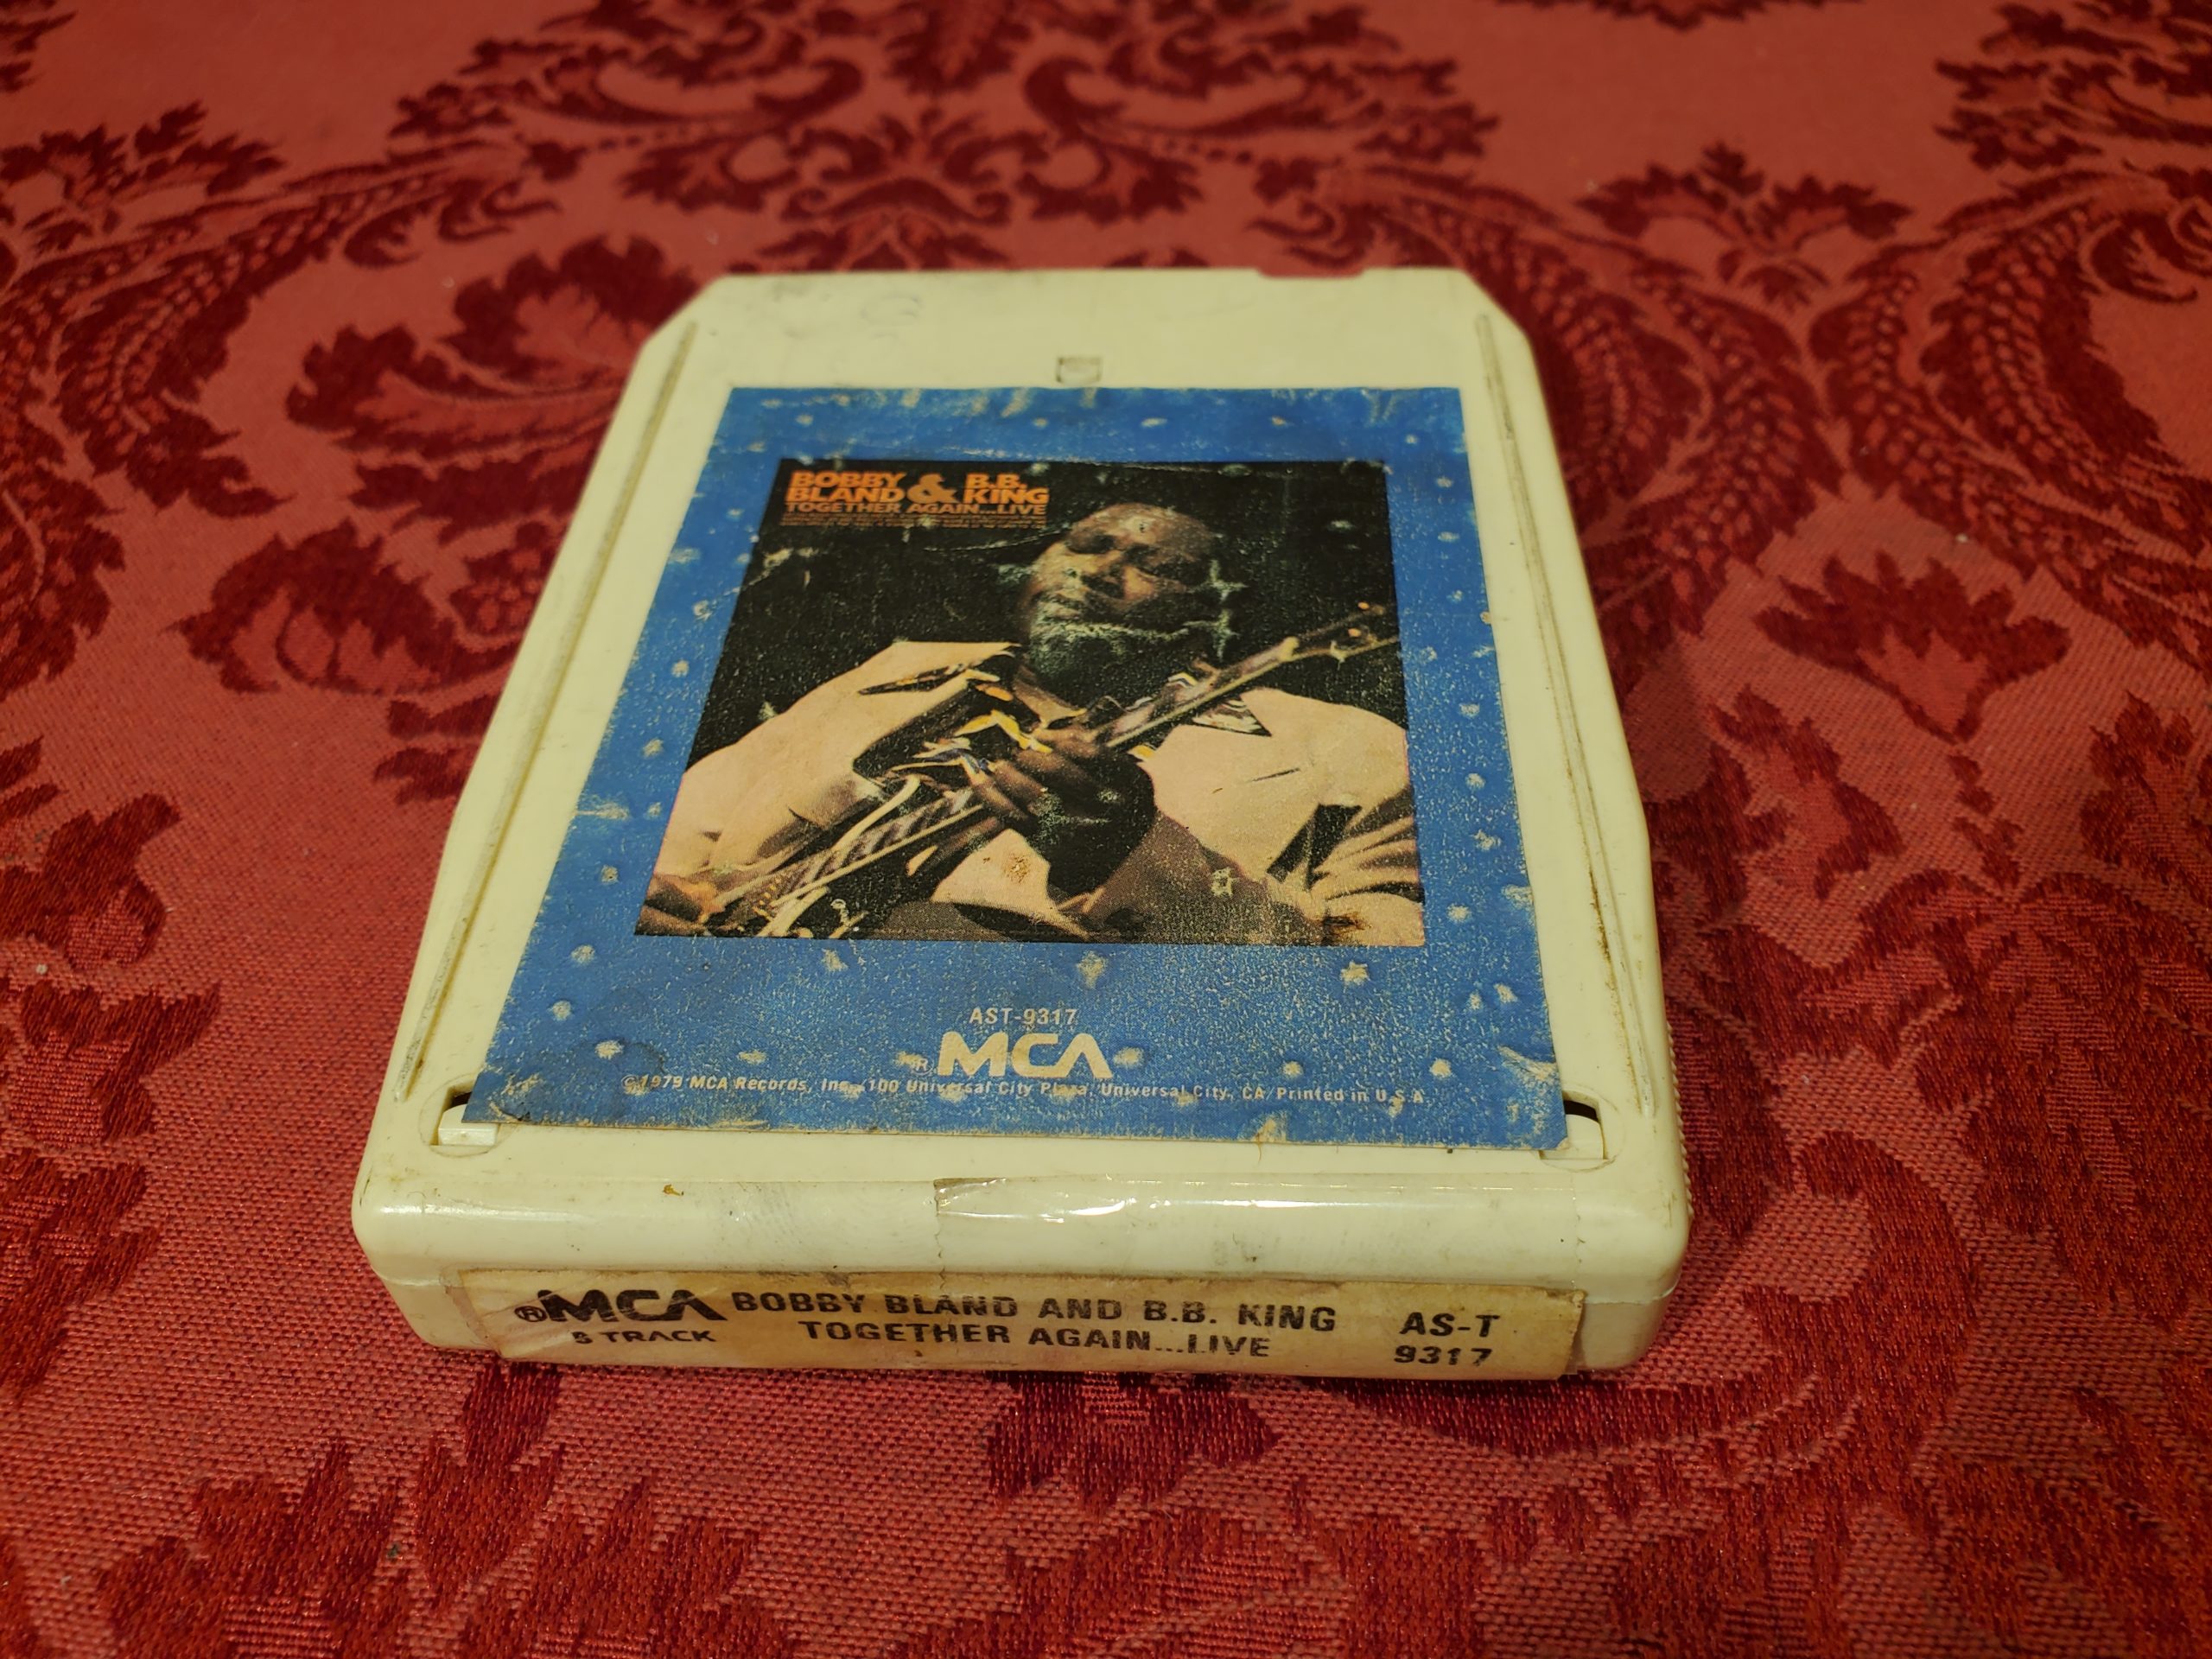 BOBBY & B.B.
BLAND KING
TOGETHER AGAIN...LIVE
AST-9317
R MCA
©1979 MCA Records, Inc., 100 Universal City Plaza, Universal City, CA/Printed in U.S.A.
®MCA BOBBY BLAND AND B.B. KING AS-T
8 TRACK TOGETHER AGAIN...LIVE 9317